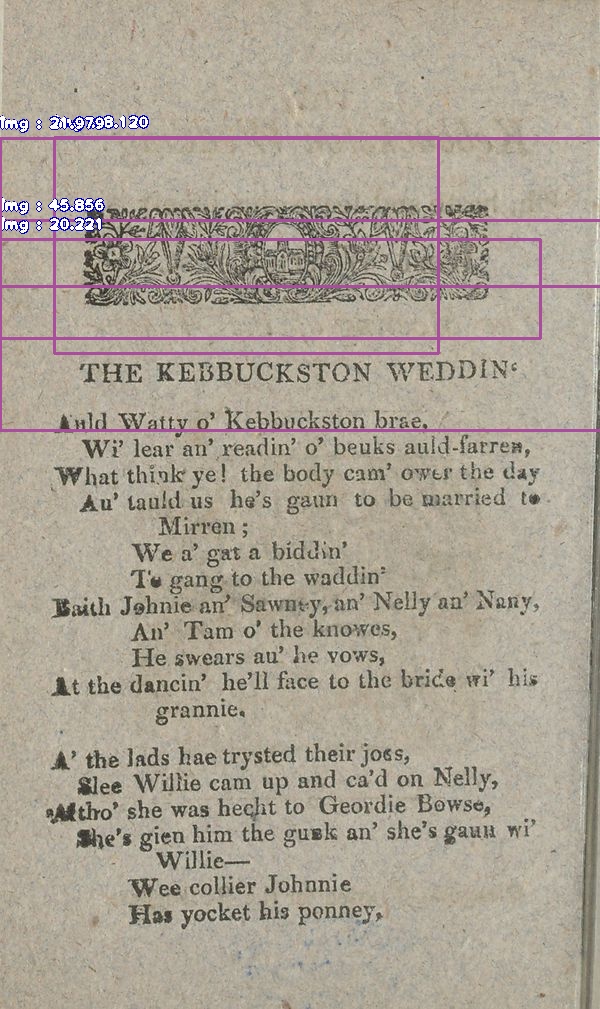 Img : 21.979
98.120
Img : 45.856
Img : 20.221
THE KEBBUCKSTON WEDDIN‘
Auld Watty o’ Kebbuckston brae,
Wi’ lear an’ readin’ o’ beuks auld-farren,
What think ye! the body cam’ ower the day
An’ tauld us he’s gaun to be married to
Mirren ;
We a’ gat a biddin’
To gang to the waddin’
Baith Johnie an’ Sawney, an’ Nelly an’ Nany,
An’ Tam o’ the knowes,
He swears au’ he vows,
At the dancin’ he’ll face to the bride wi’ his
grannie.
A’ the lads hae trysted their joes,
Slee Willie cam up and ca’d on Nelly,
Altho’ she was hecht to Geordie Bowse,
She’s gien him the gunk an’ she’s gaun wi’
Willie—
Wee collier Johnnie
Has yocket his ponney,